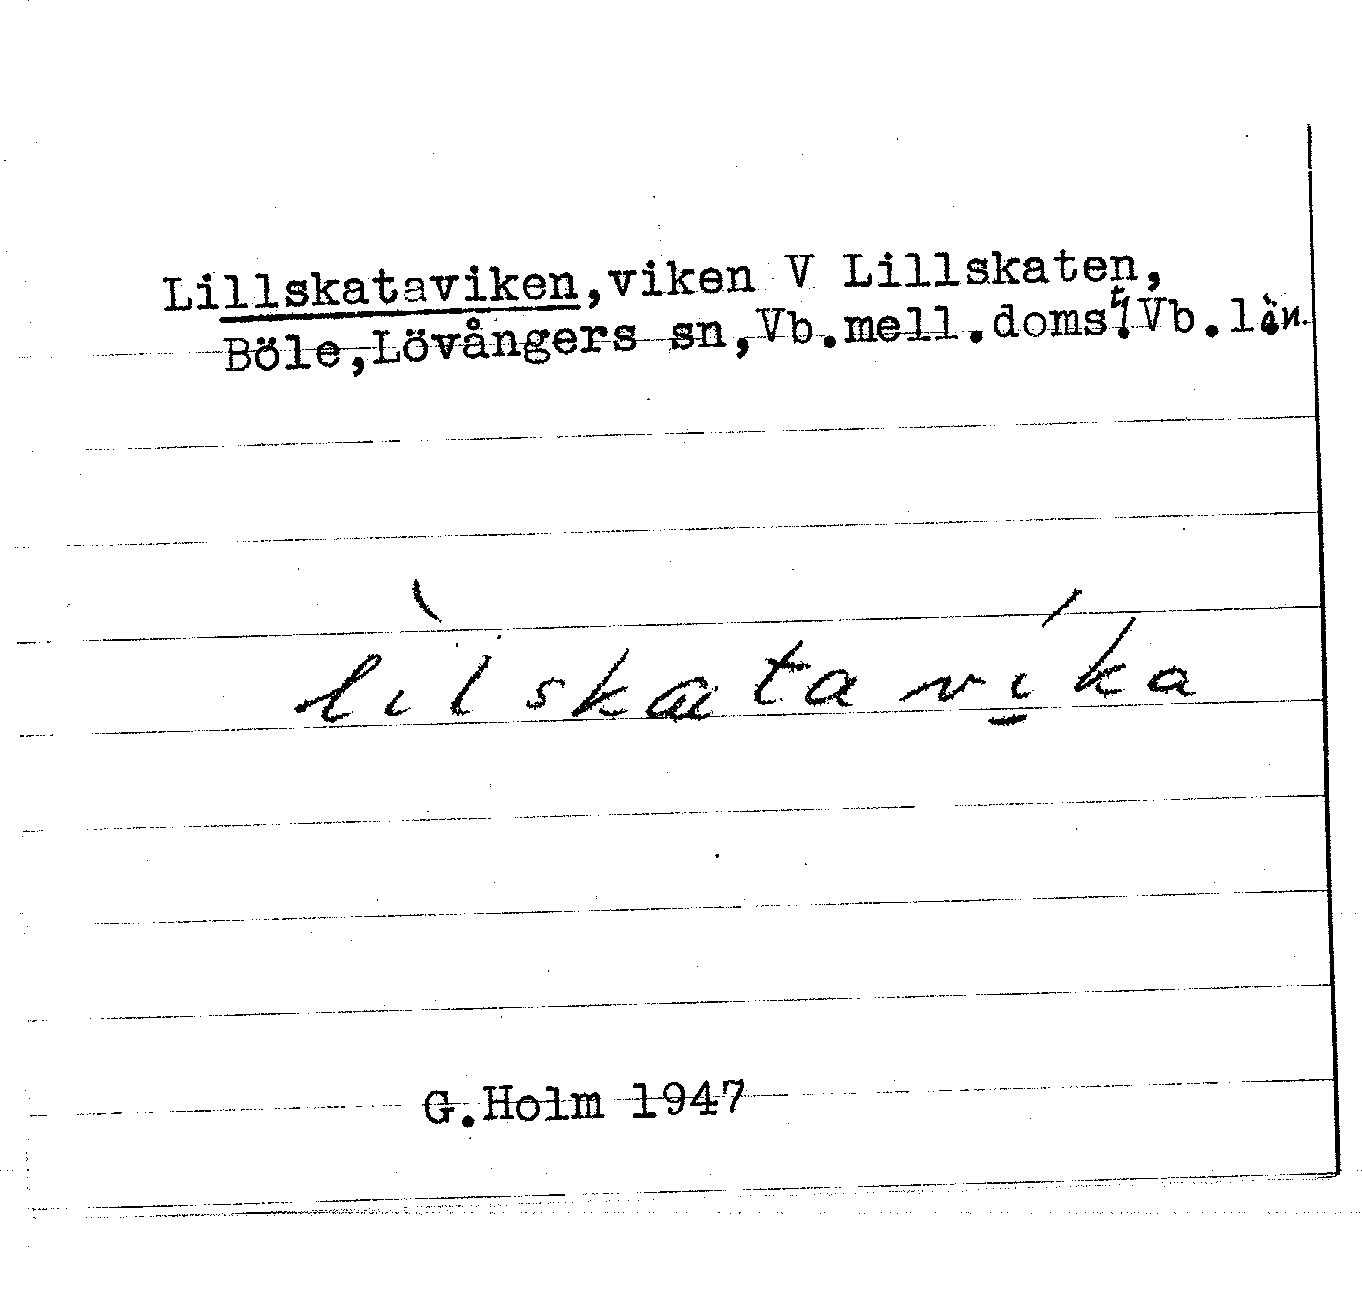 Lillskataviken,viken V Lillskaten,
Böle,Lövångers sn,Vb.mell.doms.,Vb.län.
lìlskatavíka
G.Holm 1947